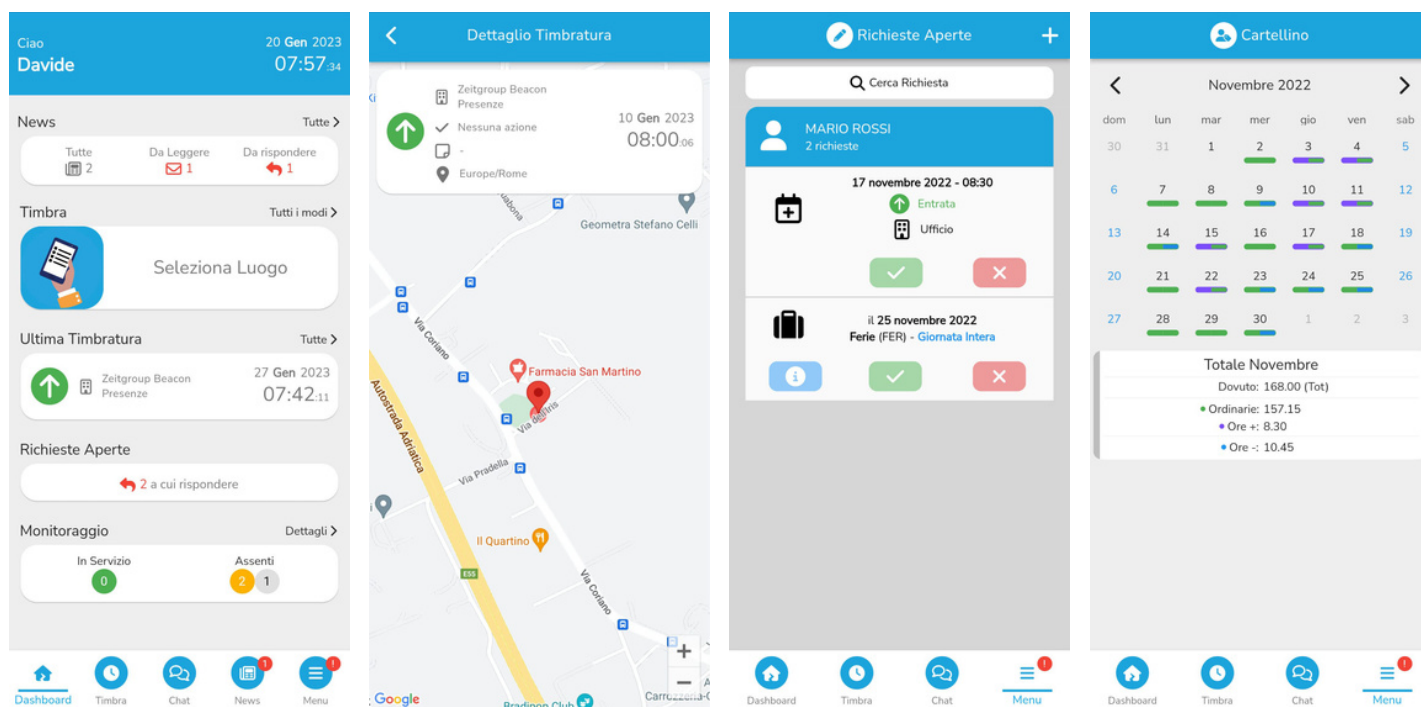 Ciao
Davide
20 Gen 2023
07:57:34
News
Tutte
Tutte
2
Da Leggere
1
Da rispondere
1
Timbra
Tutti i modi
Seleziona Luogo
Ultima Timbratura
Tutte
Zeitgroup Beacon
Presenze
27 Gen 2023
07:42:11
Richieste Aperte
2 a cui rispondere
Monitoraggio
Dettagli
In Servizio
0
Assenti
2 1
1
!
Dashboard Timbra Chat News Menu
Dettaglio Timbratura
Zeitgroup Beacon
Presenze
Nessuna azione
-
Europe/Rome
10 Gen 2023
08:00:06
Geometra Stefano Celli
Via Coriano
Farmacia San Martino
Via dell'Iris
Autostrada Adriatica
Via Pradella
Il Quartino
E55
Via Coriano
+
−
Google
Bradipop Club
Richieste Aperte
+
Cerca Richiesta
MARIO ROSSI
2 richieste
17 novembre 2022 - 08:30
Entrata
Ufficio
il 25 novembre 2022
Ferie (FER) - Giornata Intera
!
Dashboard Timbra Chat Menu
Cartellino
Novembre 2022
dom lun mar mer gio ven sab
30 31 1 2 3 4 5
6 7 8 9 10 11 12
13 14 15 16 17 18 19
20 21 22 23 24 25 26
27 28 29 30 1 2 3
Totale Novembre
Dovuto: 168.00 (Tot)
Ordinarie: 157.15
Ore +: 8.30
Ore -: 10.45
!
Dashboard Timbra Chat Menu